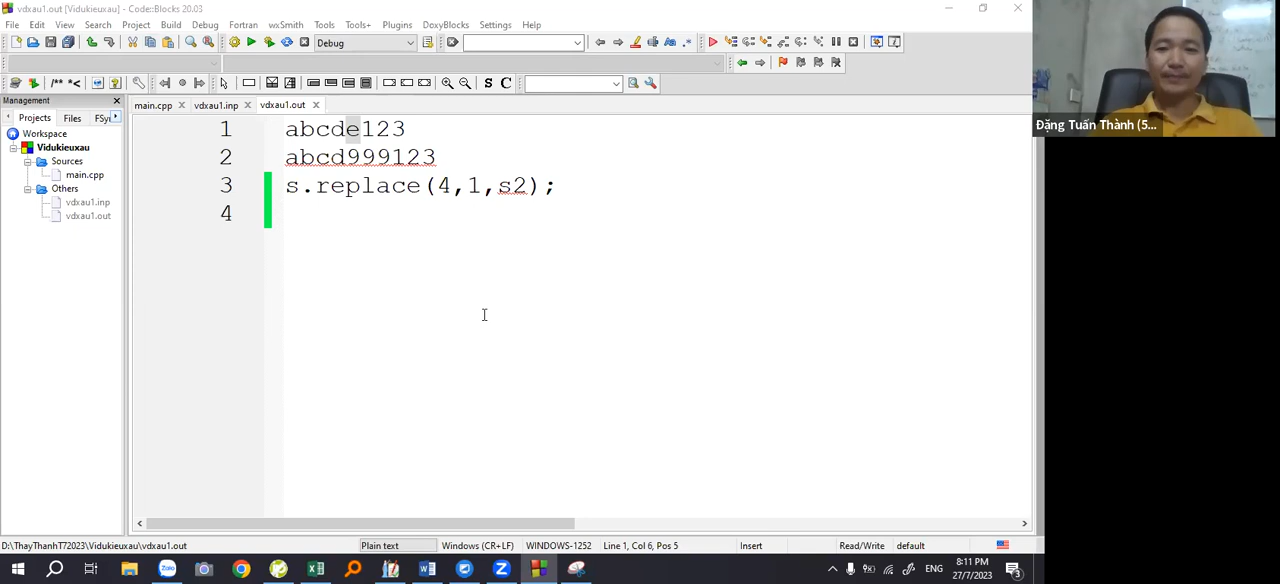 vdxau1.out [Vidukieuxau] - Code::Blocks 20.03
File Edit View Search Project Build Debug Fortran wxSmith Tools Tools+ Plugins DoxyBlocks Settings Help
Debug
/** *< S C
Management
main.cpp vdxau1.inp vdxau1.out
Projects Files FSy
Workspace
Vidukieuxau
Sources
main.cpp
Others
vdxau1.inp
vdxau1.out
1 abcde123
2 abcd999123
3 s.replace(4,1,s2);
4
Đặng Tuấn Thành (5...
D:\ThayThanhT72023\Vidukieuxau\vdxau1.out Plain text Windows (CR+LF) WINDOWS-1252 Line 1, Col 6, Pos 5 Insert Read/Write default
Zalo ENG 8:11 PM
27/7/2023 3